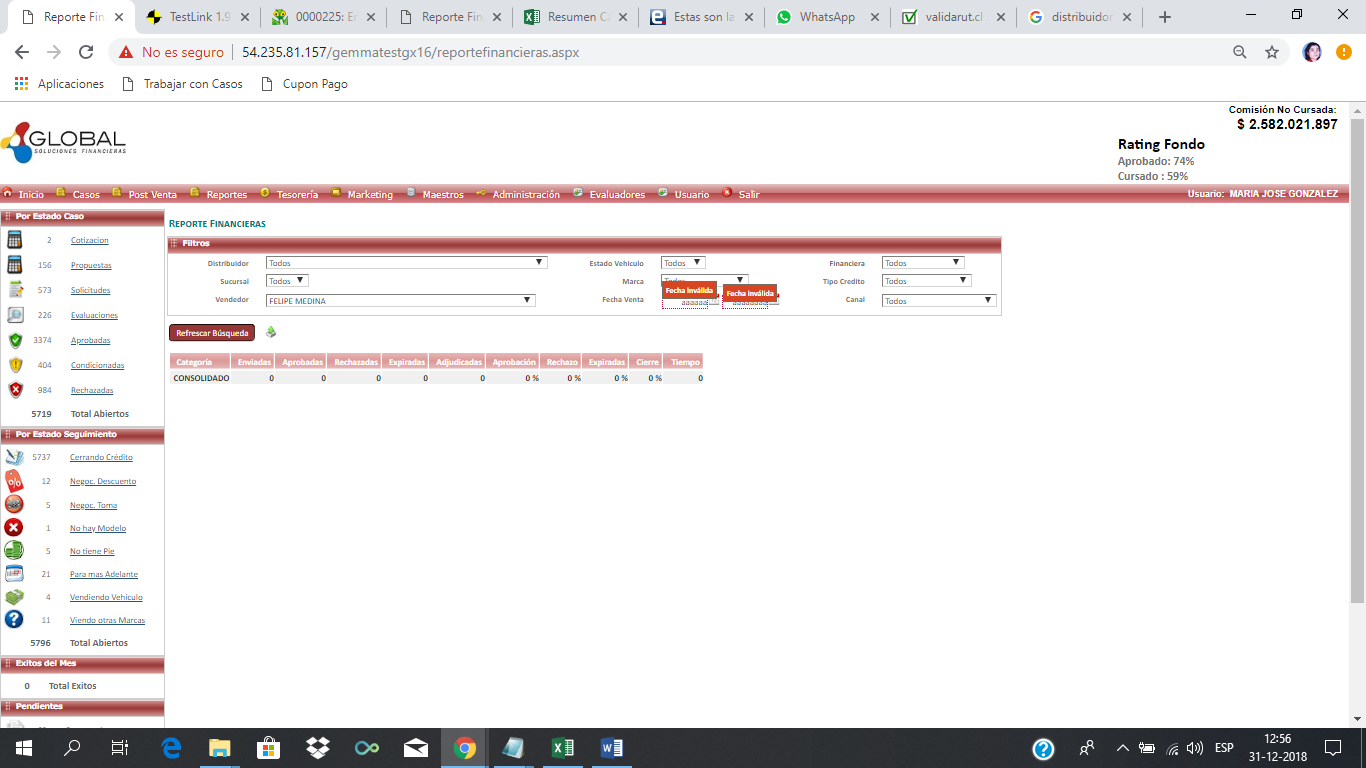 Reporte Fin
TestLink 1.9
0000225: Er
Reporte Fin
Resumen C
Estas son la
WhatsApp
validarut.cl
distribuidor
No es seguro
54.235.81.157/gemmatestgx16/reportefinancieras.aspx
Aplicaciones
Trabajar con Casos
Cupon Pago
Comisión No Cursada:
$ 2.582.021.897
GLOBAL
SOLUCIONES FINANCIERAS
Rating Fondo
Aprobado: 74%
Cursado : 59%
Inicio Casos Post Venta Reportes Tesorería Marketing Maestros Administración Evaluadores Usuario Salir
Usuario: MARIA JOSE GONZALEZ
Por Estado Caso
2 Cotizacion
156 Propuestas
573 Solicitudes
226 Evaluaciones
3374 Aprobadas
404 Condicionadas
984 Rechazadas
5719 Total Abiertos
Por Estado Seguimiento
5737 Cerrando Crédito
12 Negoc. Descuento
5 Negoc. Toma
1 No hay Modelo
5 No tiene Pie
21 Para mas Adelante
4 Vendiendo Vehiculo
11 Viendo otras Marcas
5796 Total Abiertos
Exitos del Mes
0 Total Exitos
Pendientes
REPORTE FINANCIERAS
Filtros
Distribuidor Todos Estado Vehículo Todos Financiera Todos
Sucursal Todos Marca Todos Tipo Credito Todos
Fecha inválida Fecha inválida
Vendedor FELIPE MEDINA Fecha Venta Canal Todos
Refrescar Búsqueda
Categoría Enviadas Aprobadas Rechazadas Expiradas Adjudicadas Aprobación Rechazo Expiradas Cierre Tiempo
CONSOLIDADO 0 0 0 0 0 0 % 0 % 0 % 0 % 0
ESP
12:56
31-12-2018